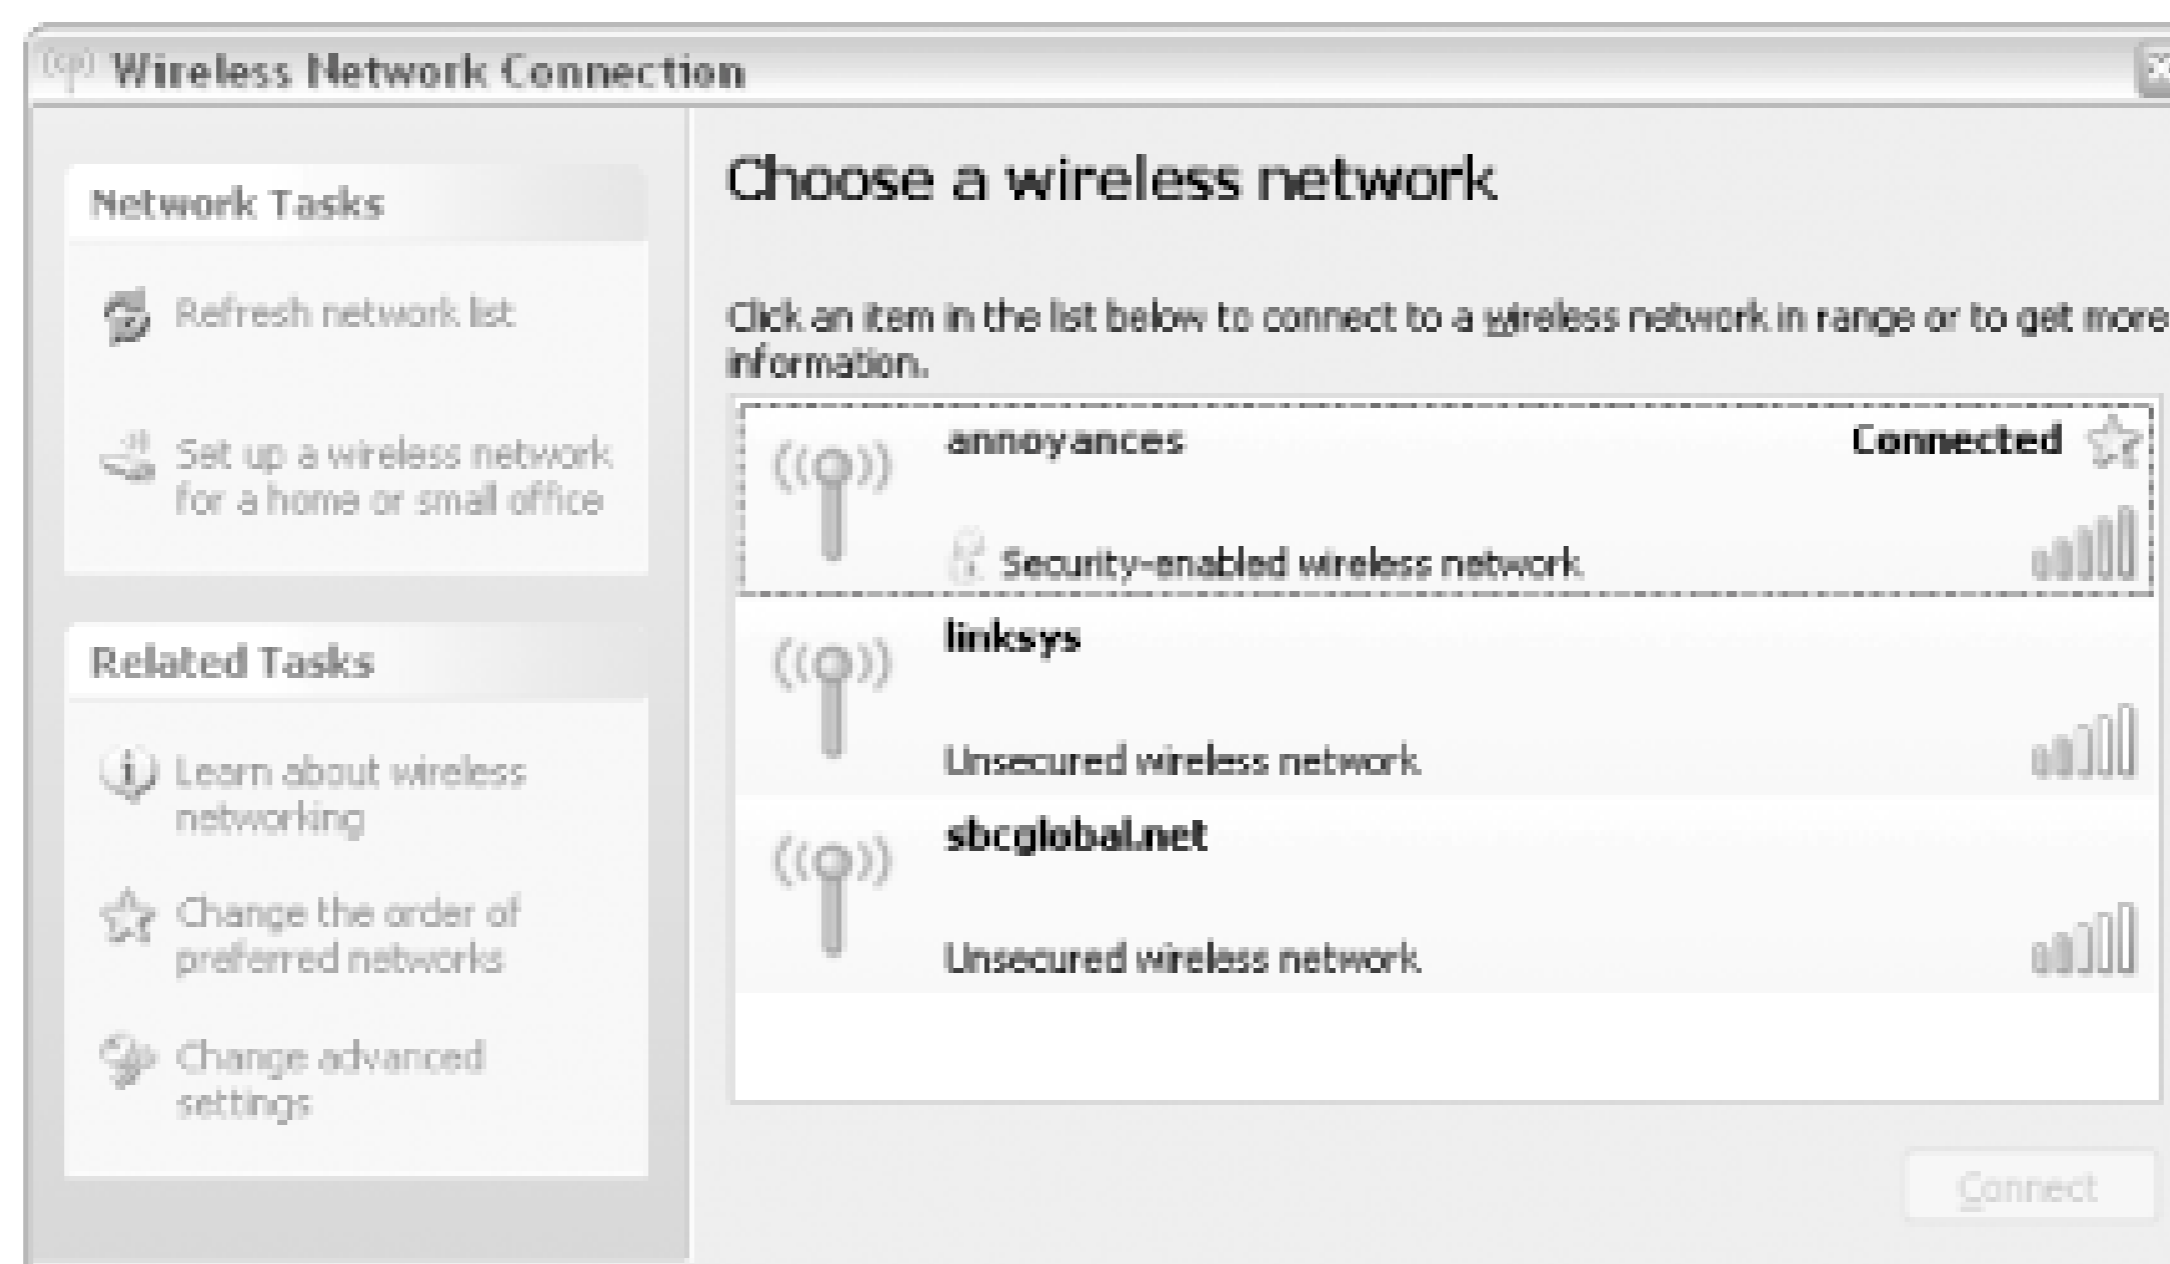 Wireless Network Connection
Network Tasks
Refresh network list
Set up a wireless network
for a home or small office
Related Tasks
Learn about wireless
networking
Change the order of
preferred networks
Change advanced
settings
Choose a wireless network
Click an item in the list below to connect to a wireless network in range or to get more
information.
annoyances Connected
Security-enabled wireless network
linksys
Unsecured wireless network
sbcglobal.net
Unsecured wireless network
Connect